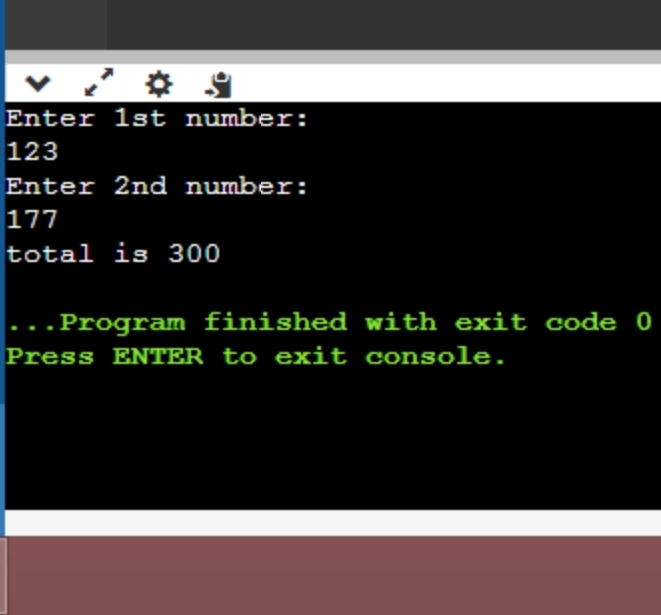 Enter 1st number:
123
Enter 2nd number:
177
total is 300
...Program finished with exit code 0
Press ENTER to exit console.